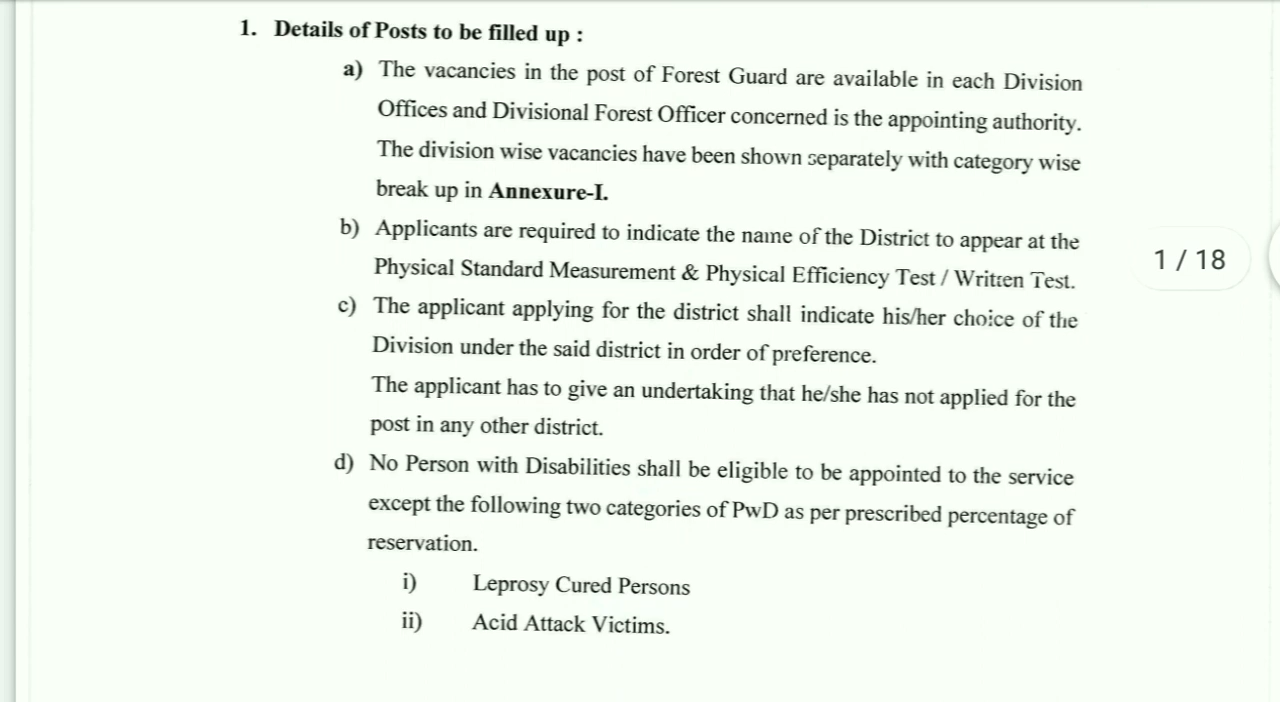 1. Details of Posts to be filled up :
a) The vacancies in the post of Forest Guard are available in each Division
Offices and Divisional Forest Officer concerned is the appointing authority.
The division wise vacancies have been shown separately with category wise
break up in Annexure-I.
b) Applicants are required to indicate the name of the District to appear at the
Physical Standard Measurement & Physical Efficiency Test / Written Test.
1 / 18
c) The applicant applying for the district shall indicate his/her choice of the
Division under the said district in order of preference.
The applicant has to give an undertaking that he/she has not applied for the
post in any other district.
d) No Person with Disabilities shall be eligible to be appointed to the service
except the following two categories of PwD as per prescribed percentage of
reservation.
i) Leprosy Cured Persons
ii) Acid Attack Victims.